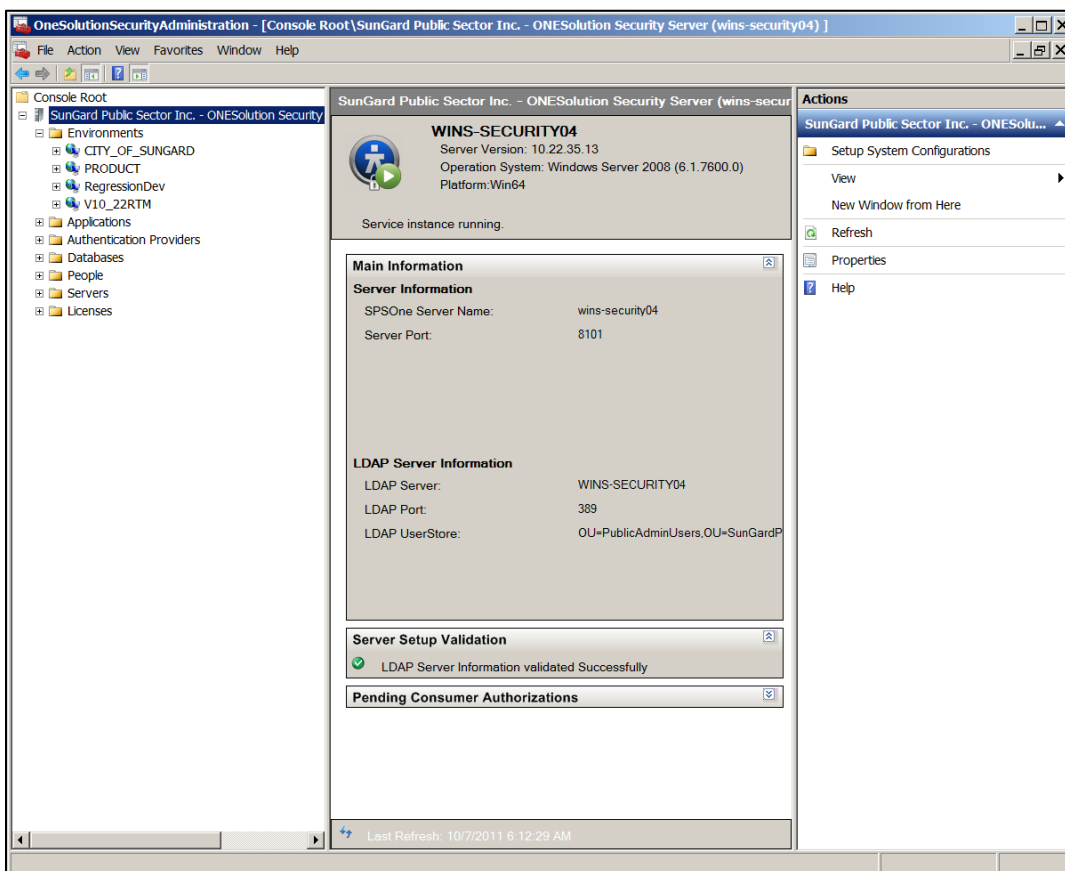 OneSolutionSecurityAdministration - [Console Root\SunGard Public Sector Inc. - ONESolution Security Server (wins-security04) ]
File Action View Favorites Window Help
Console Root
SunGard Public Sector Inc. - ONESolution Security
Environments
CITY_OF_SUNGARD
PRODUCT
RegressionDev
V10_22RTM
Applications
Authentication Providers
Databases
People
Servers
Licenses
SunGard Public Sector Inc. - ONESolution Security Server (wins-secur
WINS-SECURITY04
Server Version: 10.22.35.13
Operation System: Windows Server 2008 (6.1.7600.0)
Platform:Win64
Service instance running.
Main Information
Server Information
SPSOne Server Name: wins-security04
Server Port: 8101
LDAP Server Information
LDAP Server: WINS-SECURITY04
LDAP Port: 389
LDAP UserStore: OU=PublicAdminUsers,OU=SunGardP
Server Setup Validation
LDAP Server Information validated Successfully
Pending Consumer Authorizations
Last Refresh: 10/7/2011 6:12:29 AM
Actions
SunGard Public Sector Inc. - ONESolu...
Setup System Configurations
View
New Window from Here
Refresh
Properties
Help